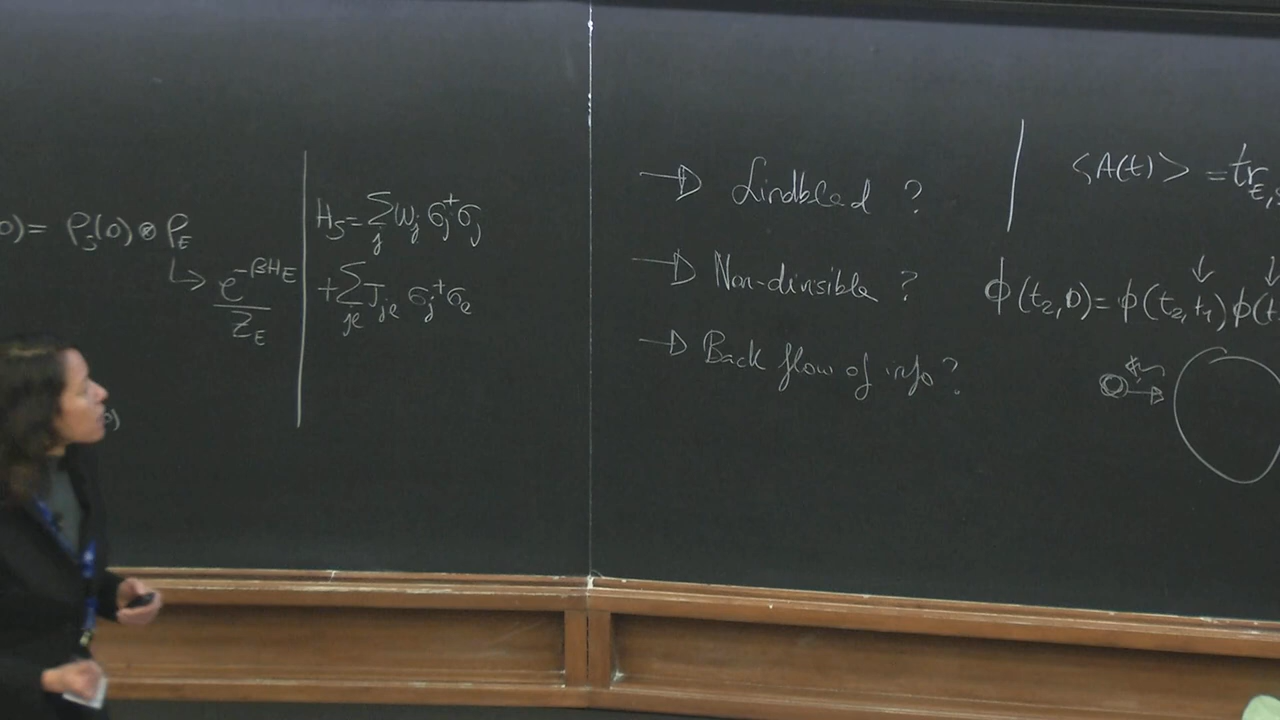 0) = ρ_S(0) ⊗ ρ_E
↳ e^{-βH_E} / Z_E
H_S = Σ_j ω_j σ_j^+ σ_j
+ Σ_{jl} J_{jl} σ_j^+ σ_l
→ Lindblad ?
→ Non-divisible ?
→ Back flow of info ?
<A(t)> = tr_{E,
ϕ(t_2,0) = ϕ(t_2,t_1) ϕ(t